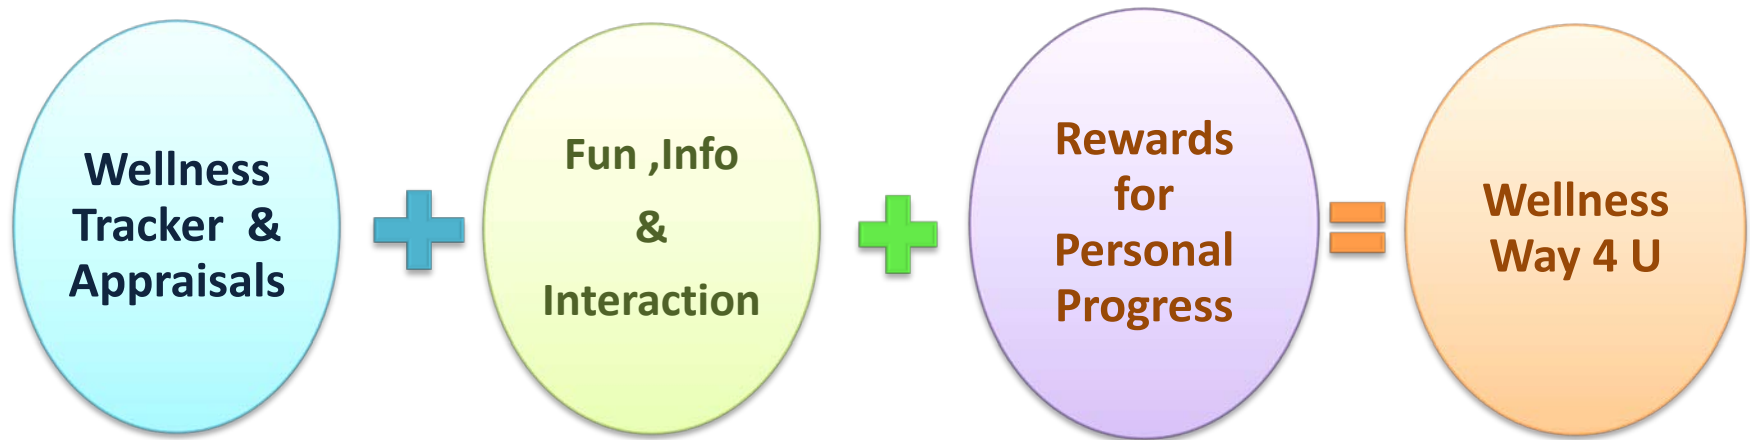 Wellness
Tracker & 
Appraisals
Fun ,Info
&
Interaction
Rewards
for
Personal
Progress
Wellness
Way 4 U